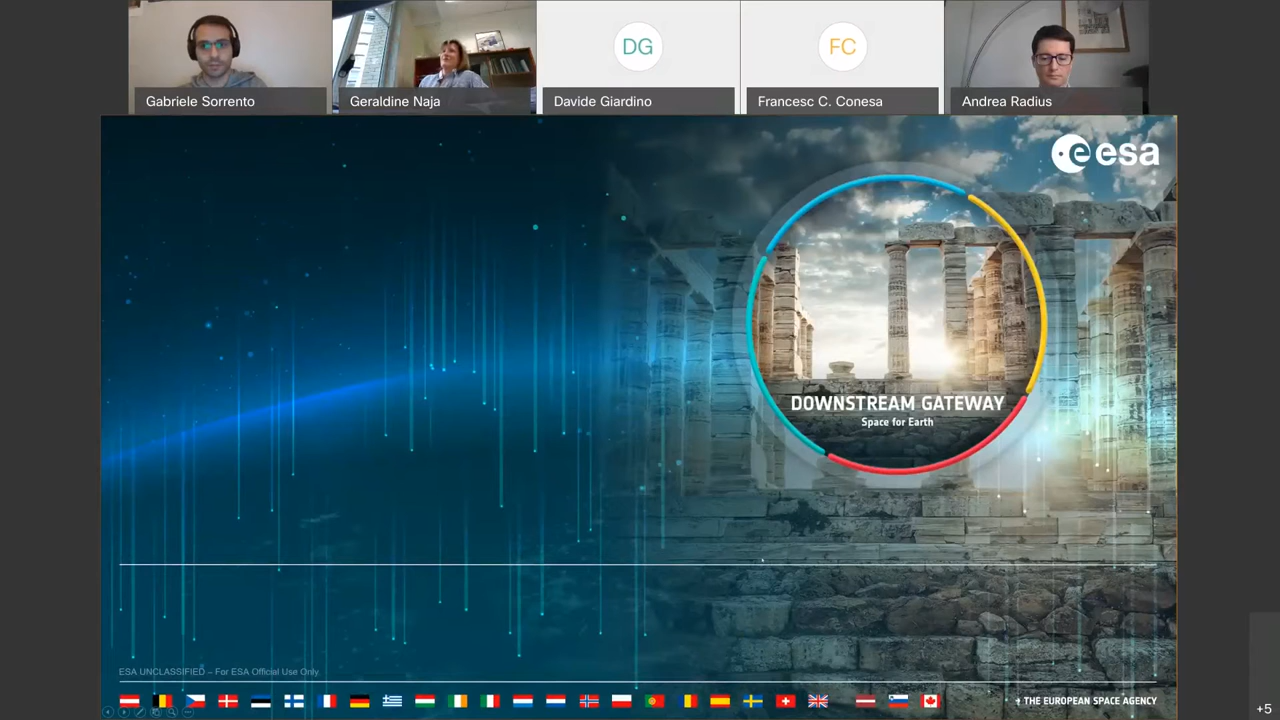 DG
FC
Gabriele Sorrento
Geraldine Naja
Davide Giardino
Francesc C. Conesa
Andrea Radius
esa
DOWNSTREAM GATEWAY
Space for Earth
ESA UNCLASSIFIED – For ESA Official Use Only
→ THE EUROPEAN SPACE AGENCY
+5